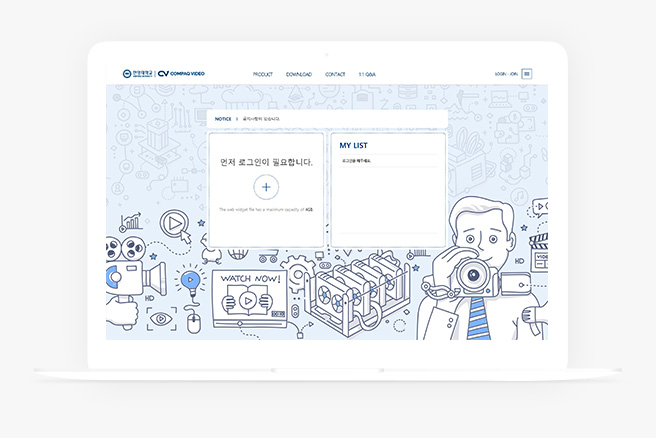 COMPAQ VIDEO
PRODUCT
DOWNLOAD
CONTACT
1:1 Q&A
LOGIN
JOIN
NOTICE
공지사항이 없습니다.
먼저 로그인이 필요합니다.
The web widget file has a maximum capacity of 4GB.
MY LIST
로그인을 해주세요
WATCH NOW!
HD
HD
VIDEO